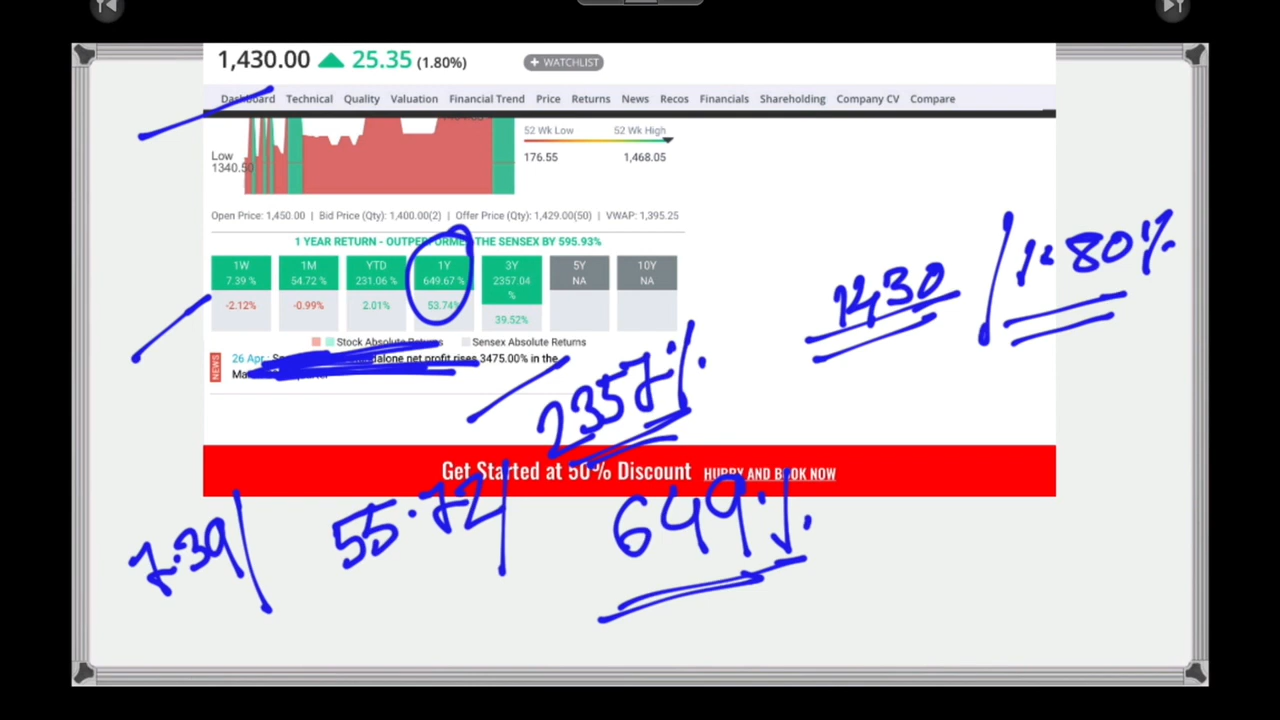 1,430.00 25.35 (1.80%) + WATCHLIST
Dashboard Technical Quality Valuation Financial Trend Price Returns News Recos Financials Shareholding Company CV Compare
52 Wk Low 52 Wk High
Low
1340.50
176.55 1,468.05
Open Price: 1,450.00 | Bid Price (Qty): 1,400.00(2) | Offer Price (Qty): 1,429.00(50) | VWAP: 1,395.25
1 YEAR RETURN - OUTPERFORMED THE SENSEX BY 595.93%
1W 1M YTD 1Y 3Y 5Y 10Y
7.39 % 54.72 % 231.06 % 649.67 % 2357.04 % NA NA
-2.12% -0.99% 2.01% 53.74% 39.52%
Stock Absolute Returns Sensex Absolute Returns
NEWS
26 Apr alone net profit rises 3475.00% in the
1430 / 1.80%
2357%
Get Started at 50% Discount HURRY AND BOOK NOW
7.39/ 55.72/ 649%